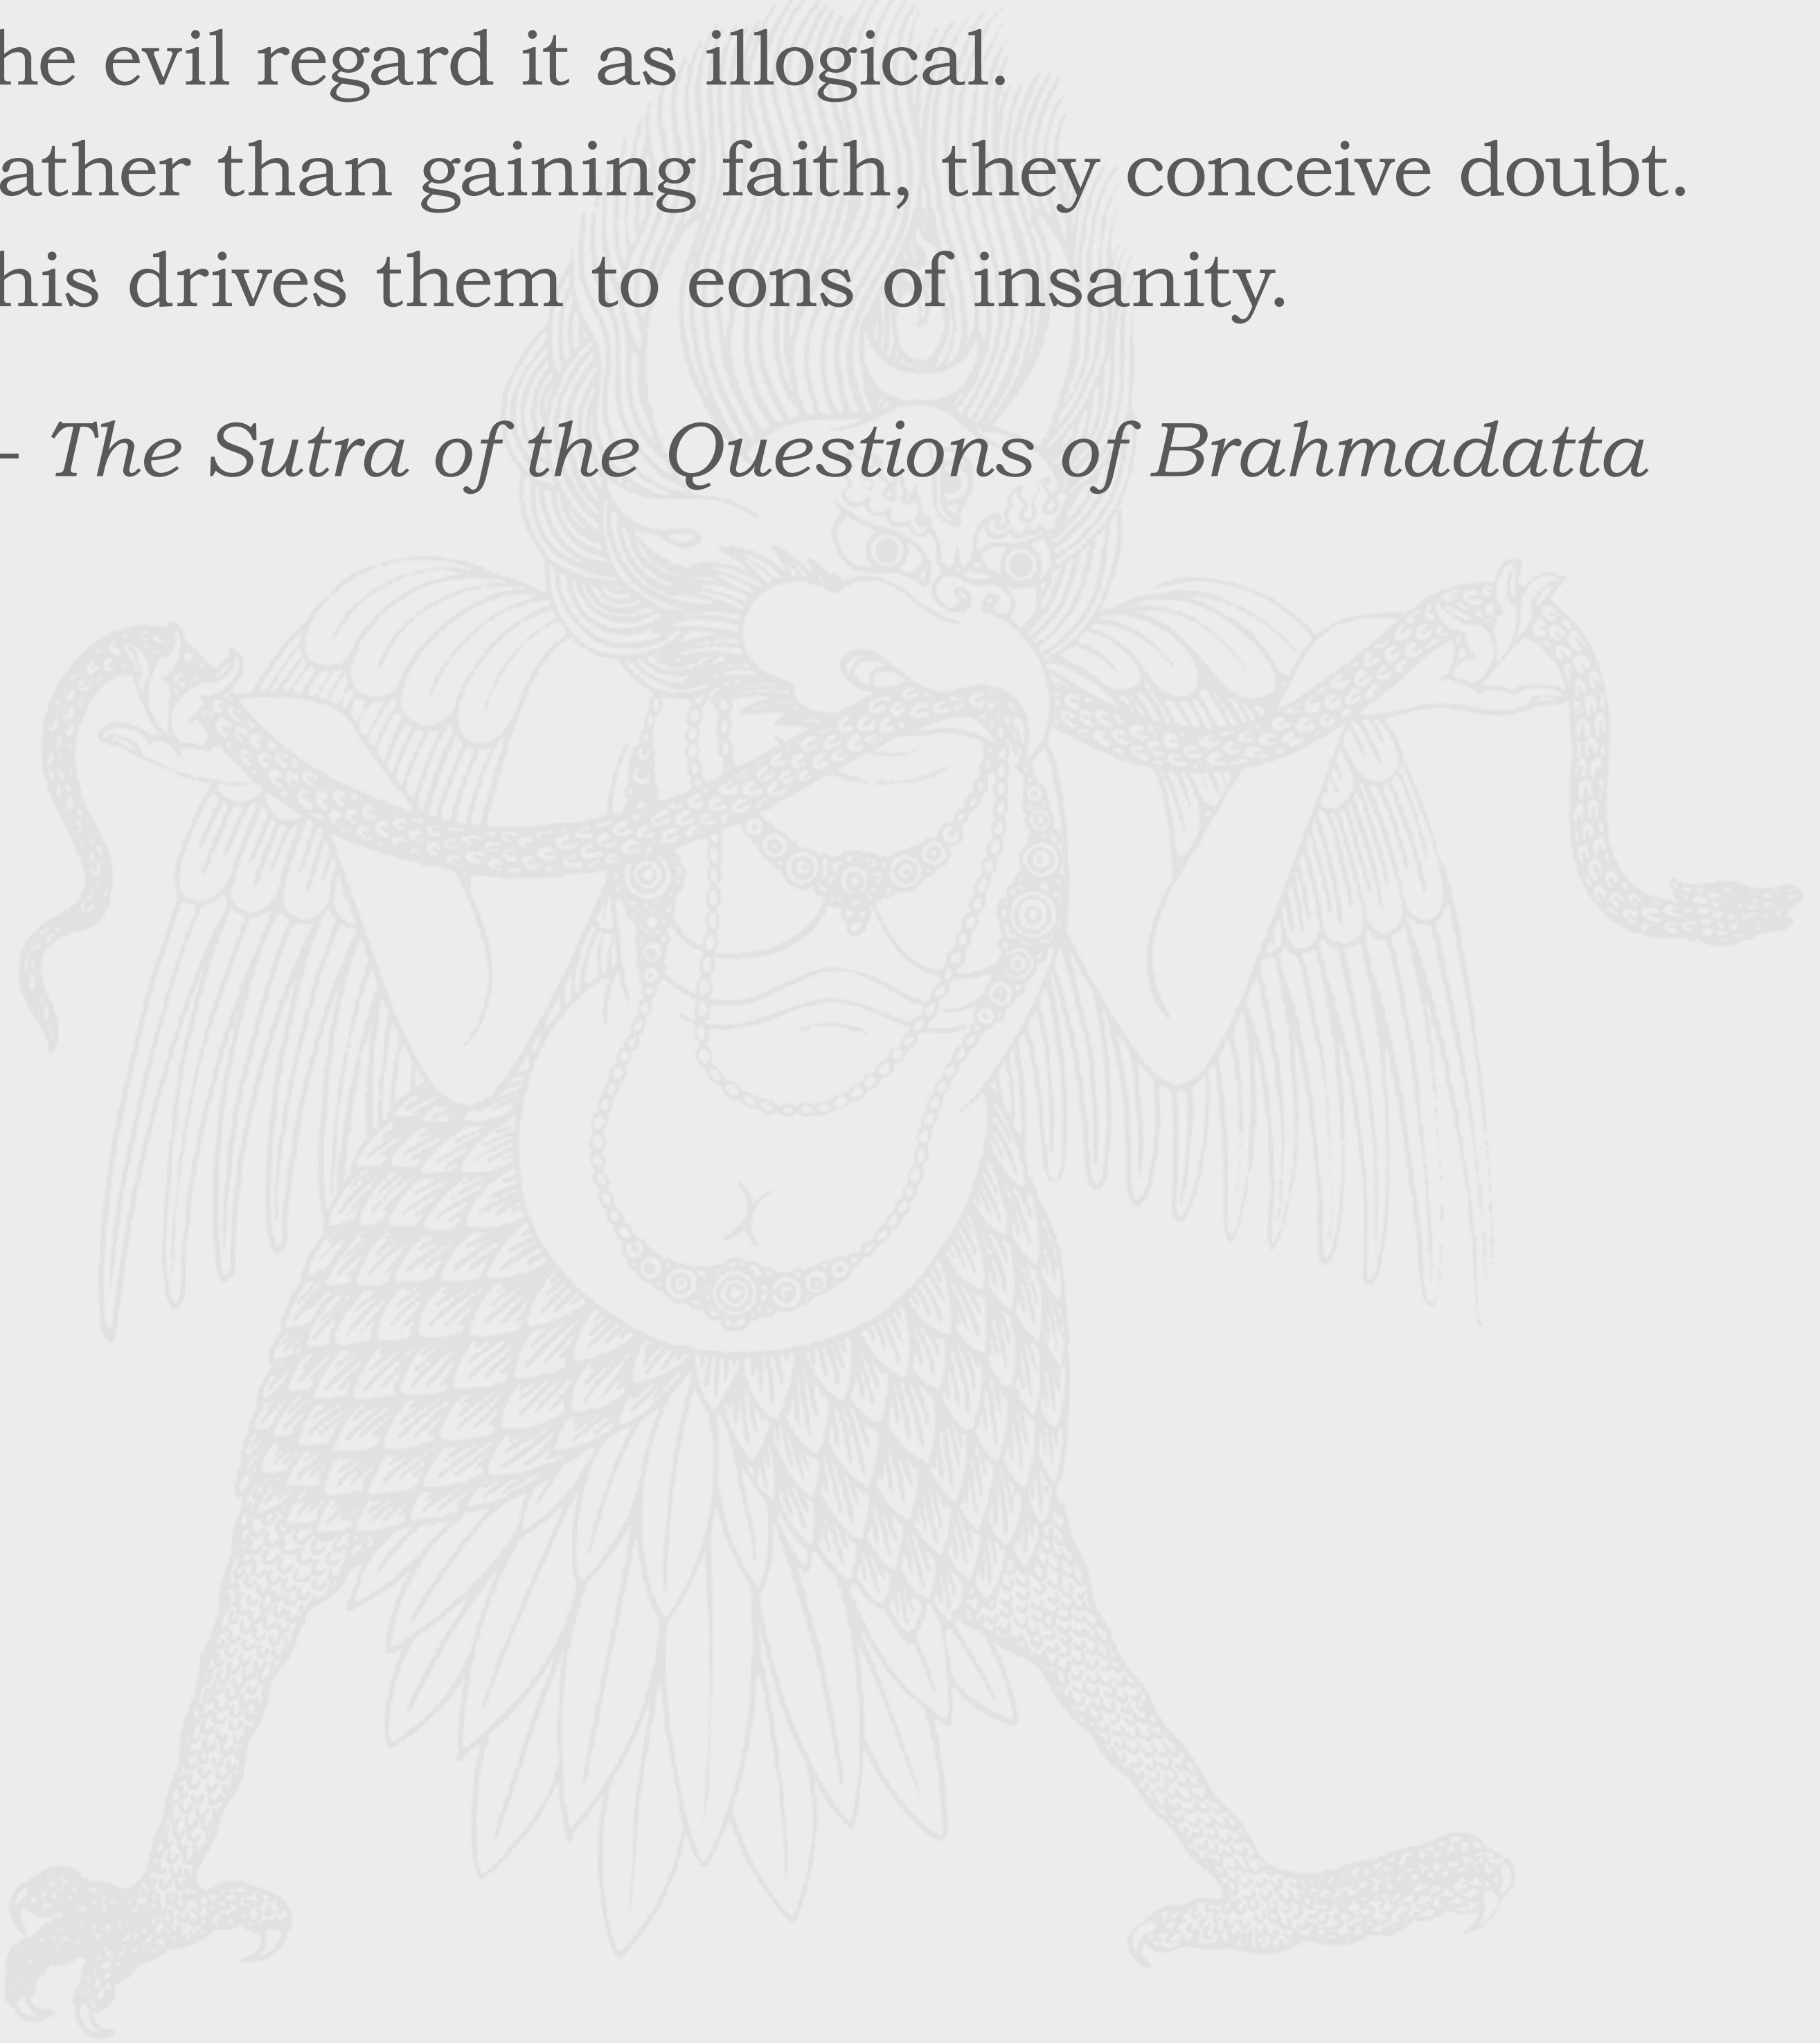 he evil regard it as illogical.
ather than gaining faith, they conceive doubt.
his drives them to eons of insanity.
– The Sutra of the Questions of Brahmadatta